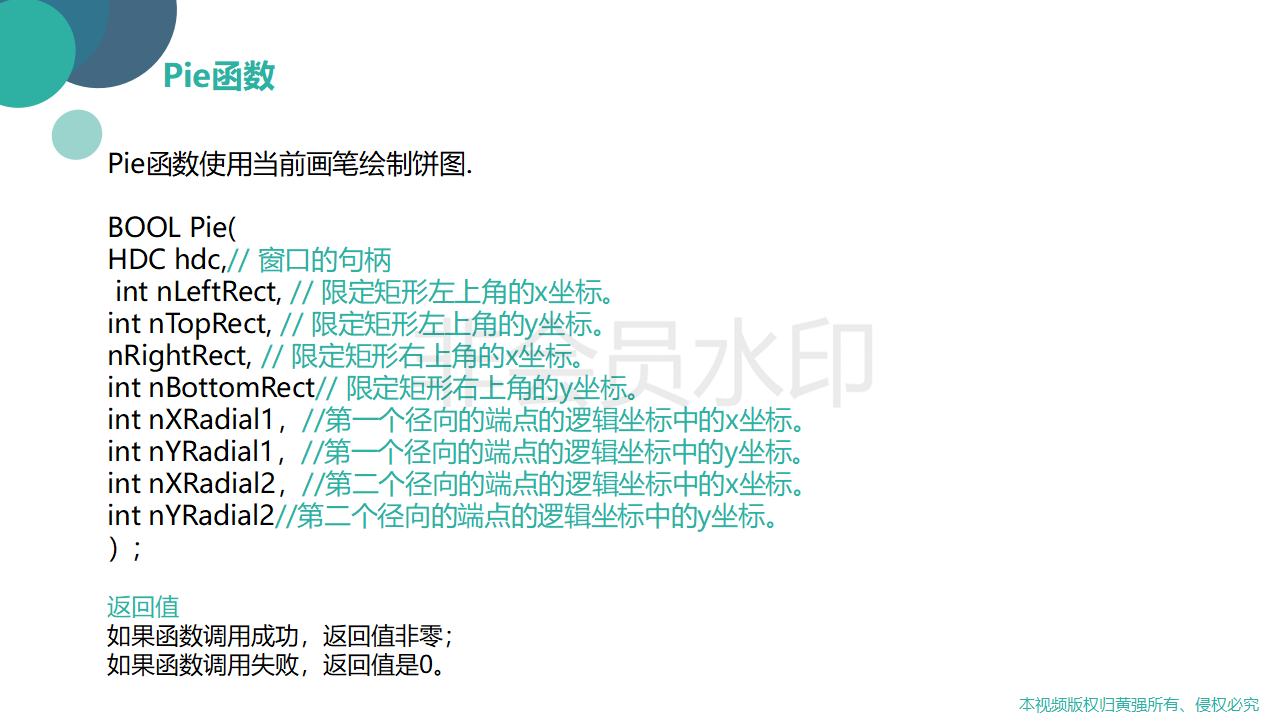 Pie函数
Pie函数使用当前画笔绘制饼图.
BOOL Pie(
HDC hdc,// 窗口的句柄
int nLeftRect, // 限定矩形左上角的x坐标。
int nTopRect, // 限定矩形左上角的y坐标。
nRightRect, // 限定矩形右上角的x坐标。
int nBottomRect// 限定矩形右上角的y坐标。
非会员水印
int nXRadial1，//第一个径向的端点的逻辑坐标中的x坐标。
int nYRadial1，//第一个径向的端点的逻辑坐标中的y坐标。
int nXRadial2，//第二个径向的端点的逻辑坐标中的x坐标。
int nYRadial2//第二个径向的端点的逻辑坐标中的y坐标。
）；
返回值
如果函数调用成功，返回值非零；
如果函数调用失败，返回值是0。
本视频版权归黄强所有、侵权必究